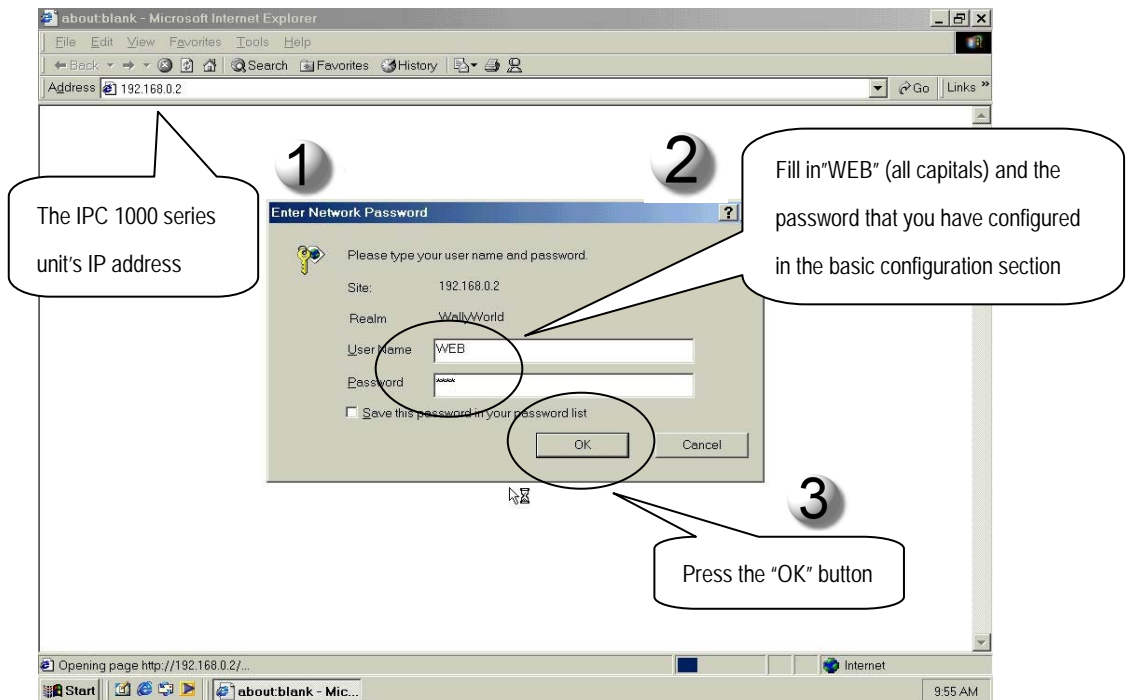 about:blank - Microsoft Internet Explorer
File Edit View Favorites Tools Help
Back Search Favorites History
Address 192.168.0.2 Go Links »
1
2
The IPC 1000 series
unit's IP address
Fill in"WEB" (all capitals) and the
password that you have configured
in the basic configuration section
Enter Network Password ?
Please type your user name and password.
Site: 192.168.0.2
Realm WallyWorld
User Name WEB
Password ****
Save this password in your password list
OK Cancel
3
Press the “OK” button
Opening page http://192.168.0.2/... Internet
Start about:blank - Mic... 9:55 AM